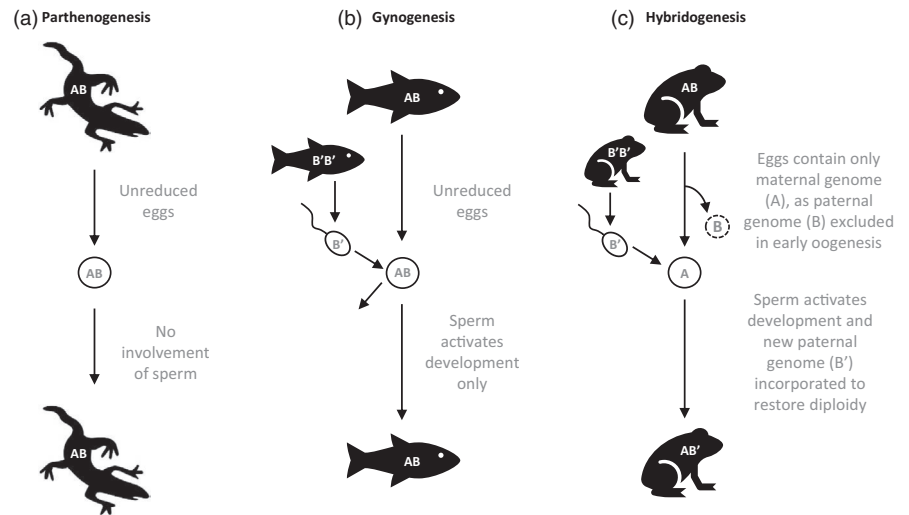 (a) Parthenogenesis
AB
Unreduced
eggs
AB
No
involvement
of sperm
AB
(b) Gynogenesis
AB
B'B'
Unreduced
eggs
B'
AB
Sperm
activates
development
only
AB
(c) Hybridogenesis
AB
B'B'
Eggs contain only
maternal genome
(A), as paternal
genome (B) excluded
in early oogenesis
B
B'
A
Sperm activates
development and
new paternal
genome (B')
incorporated to
restore diploidy
AB'